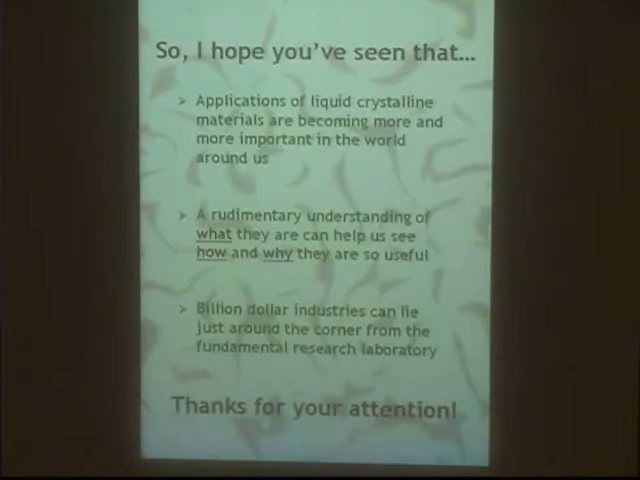 So, I hope you've seen that...
➢ Applications of liquid crystalline
materials are becoming more and
more important in the world
around us
➢ A rudimentary understanding of
what they are can help us see
how and why they are so useful
➢ Billion dollar industries can lie
just around the corner from the
fundamental research laboratory
Thanks for your attention!